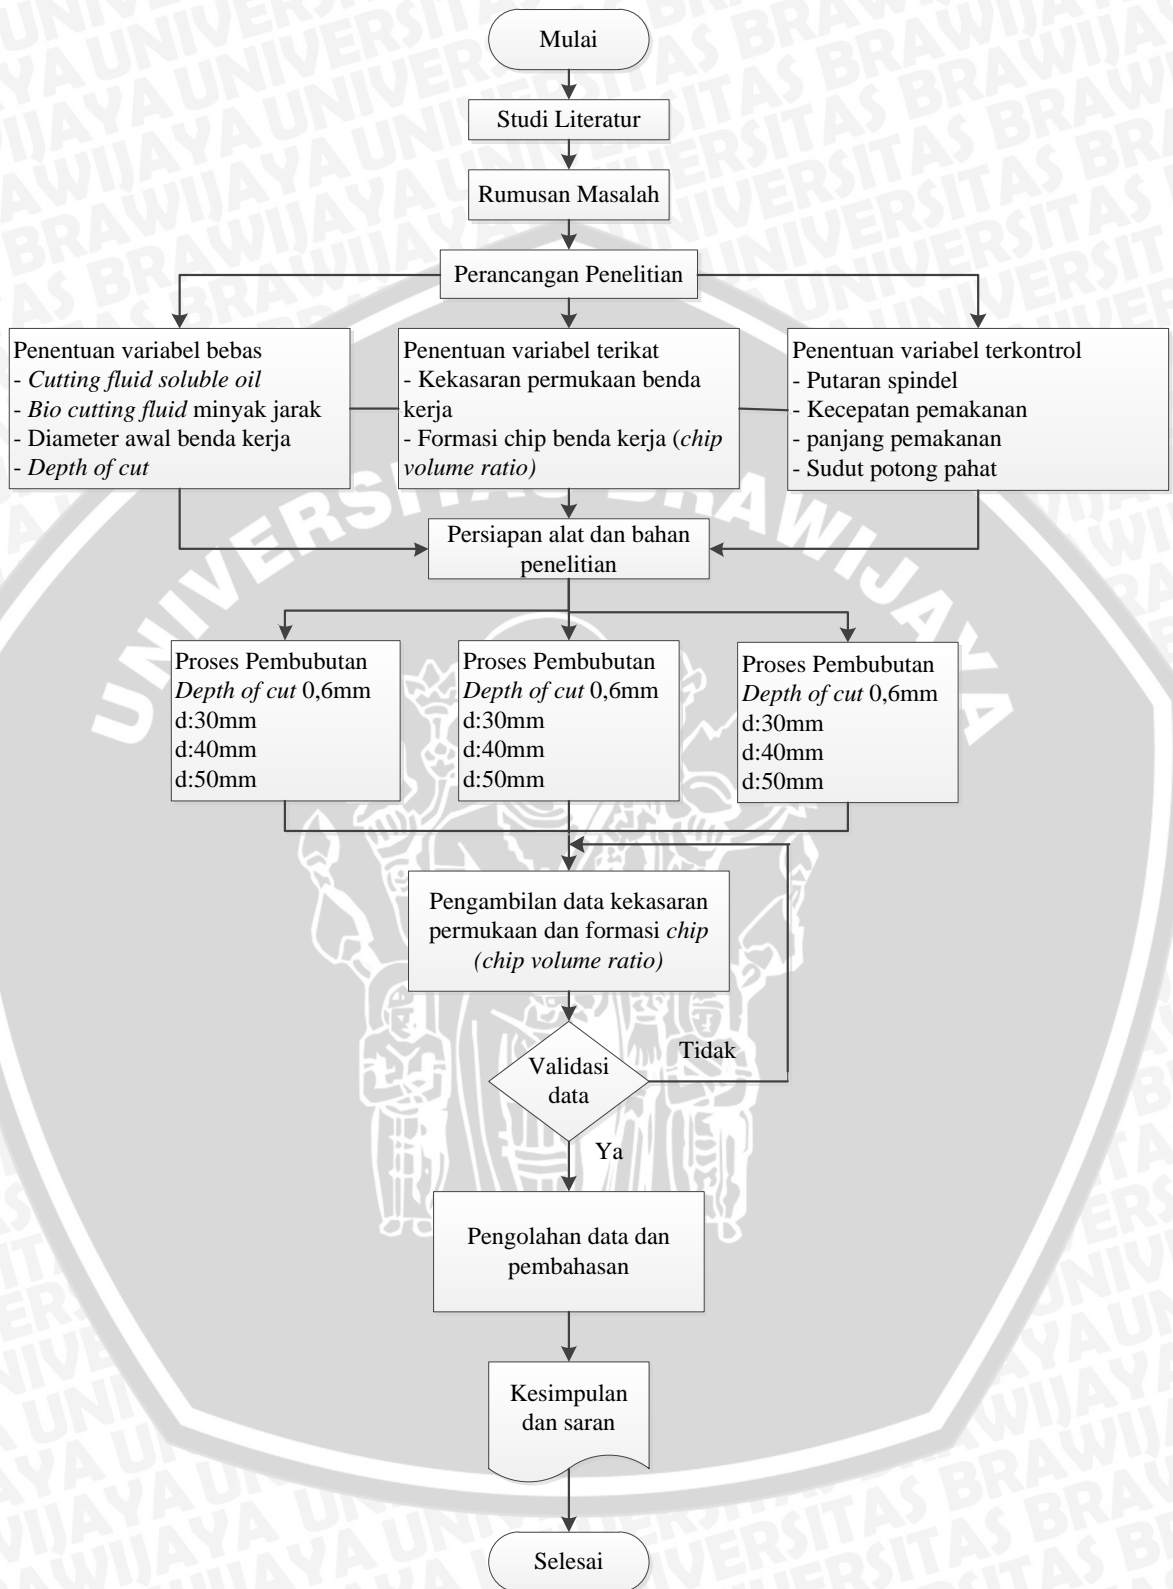 Mulai
Studi Literatur
Rumusan Masalah
Perancangan Penelitian
Penentuan variabel bebas
- Cutting fluid soluble oil
- Bio cutting fluid minyak jarak
- Diameter awal benda kerja
- Depth of cut
Penentuan variabel terikat
- Kekasaran permukaan benda
kerja
- Formasi chip benda kerja (chip
volume ratio)
Penentuan variabel terkontrol
- Putaran spindel
- Kecepatan pemakanan
- panjang pemakanan
- Sudut potong pahat
UNIVERSITAS BRAWIJAYA
Persiapan alat dan bahan
penelitian
Proses Pembubutan
Depth of cut 0,6mm
d:30mm
d:40mm
d:50mm
Proses Pembubutan
Depth of cut 0,6mm
d:30mm
d:40mm
d:50mm
Proses Pembubutan
Depth of cut 0,6mm
d:30mm
d:40mm
d:50mm
Pengambilan data kekasaran
permukaan dan formasi chip
(chip volume ratio)
Validasi
data
Tidak
Ya
Pengolahan data dan
pembahasan
Kesimpulan
dan saran
Selesai